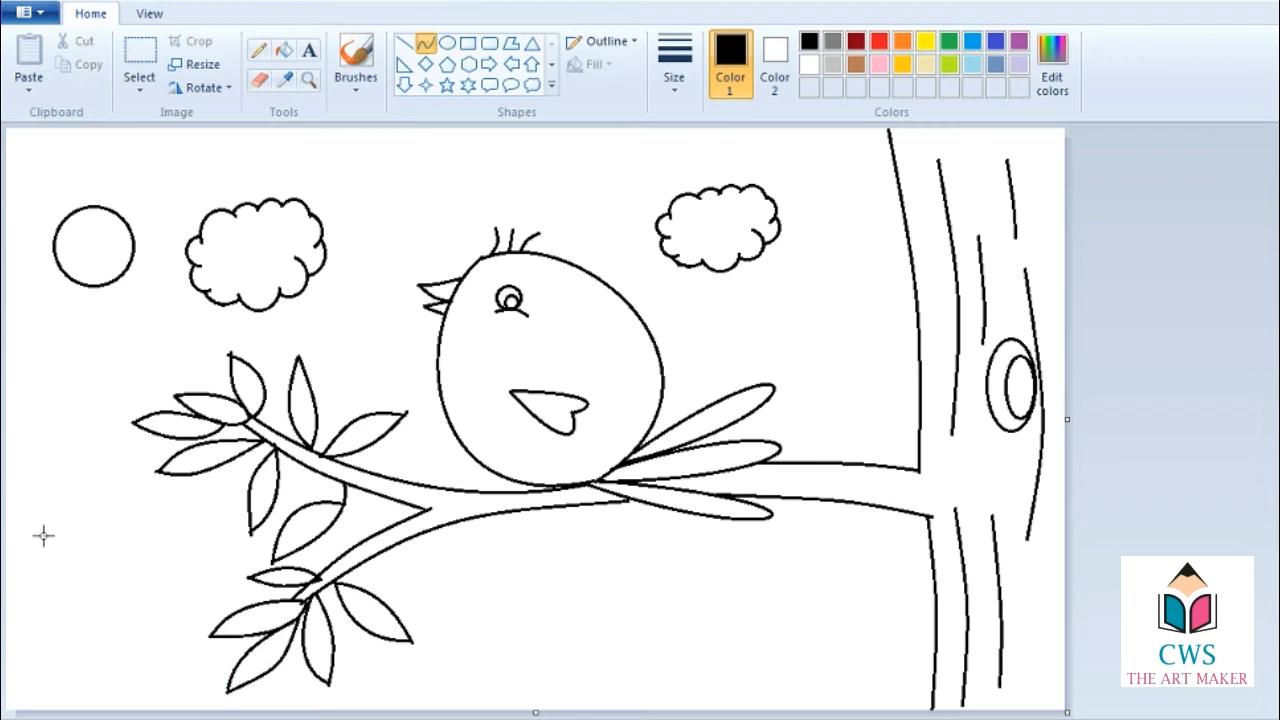 Home
View
Paste
Cut
Copy
Clipboard
Select
Crop
Resize
Rotate
Image
A
Tools
Brushes
Outline
Fill
Shapes
Size
Color
1
Color
2
Edit
colors
Colors
CWS
THE ART MAKER